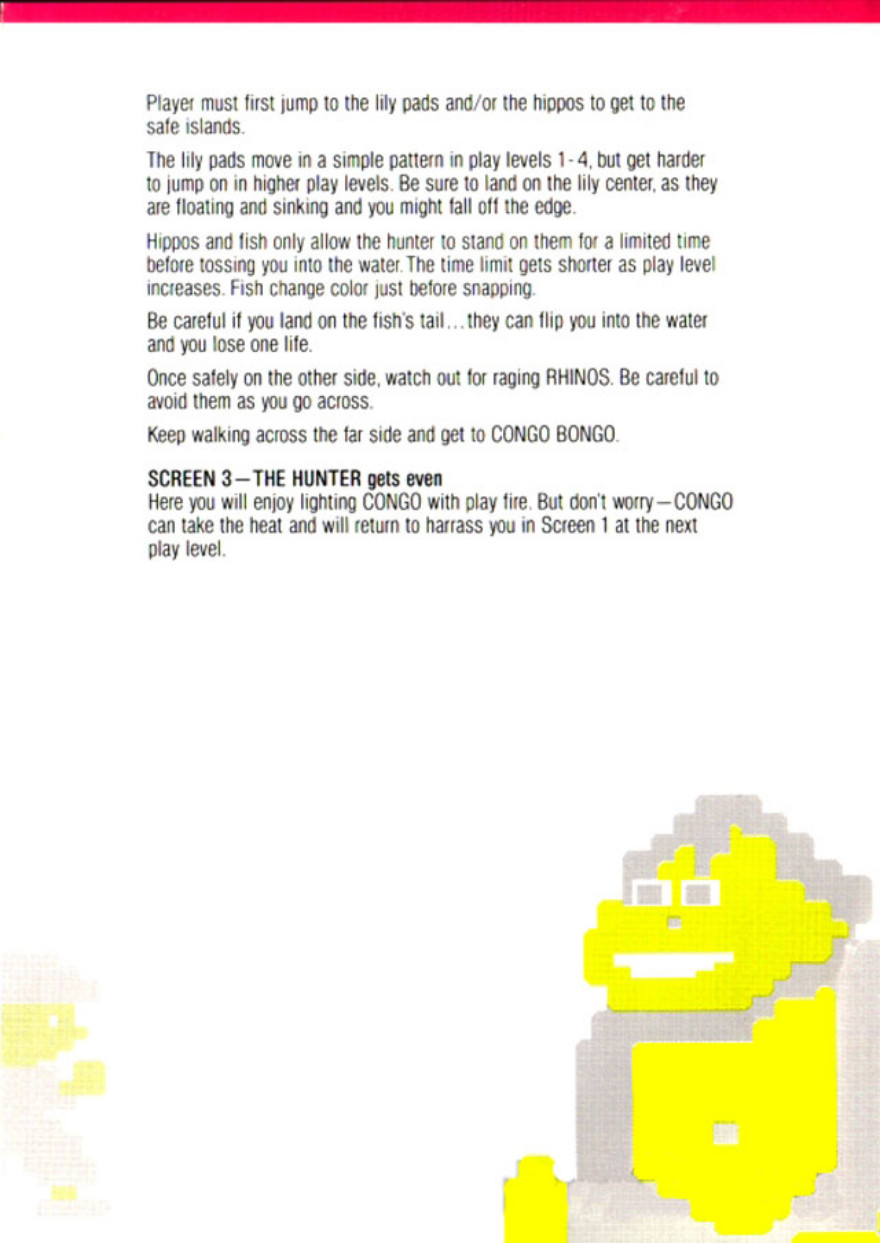 Player must first jump to the lily pads and/or the hippos to get to the
safe islands.
The lily pads move in a simple pattern in play levels 1-4, but get harder
to jump on in higher play levels. Be sure to land on the lily center, as they
are floating and sinking and you might fall off the edge.
Hippos and fish only allow the hunter to stand on them for a limited time
before tossing you into the water. The time limit gets shorter as play level
increases. Fish change color just before snapping.
Be careful if you land on the fish's tail...they can flip you into the water
and you lose one life.
Once safely on the other side, watch out for raging RHINOS. Be careful to
avoid them as you go across.
Keep walking across the far side and get to CONGO BONGO.
SCREEN 3—THE HUNTER gets even
Here you will enjoy lighting CONGO with play fire. But don't worry—CONGO
can take the heat and will return to harrass you in Screen 1 at the next
play level.